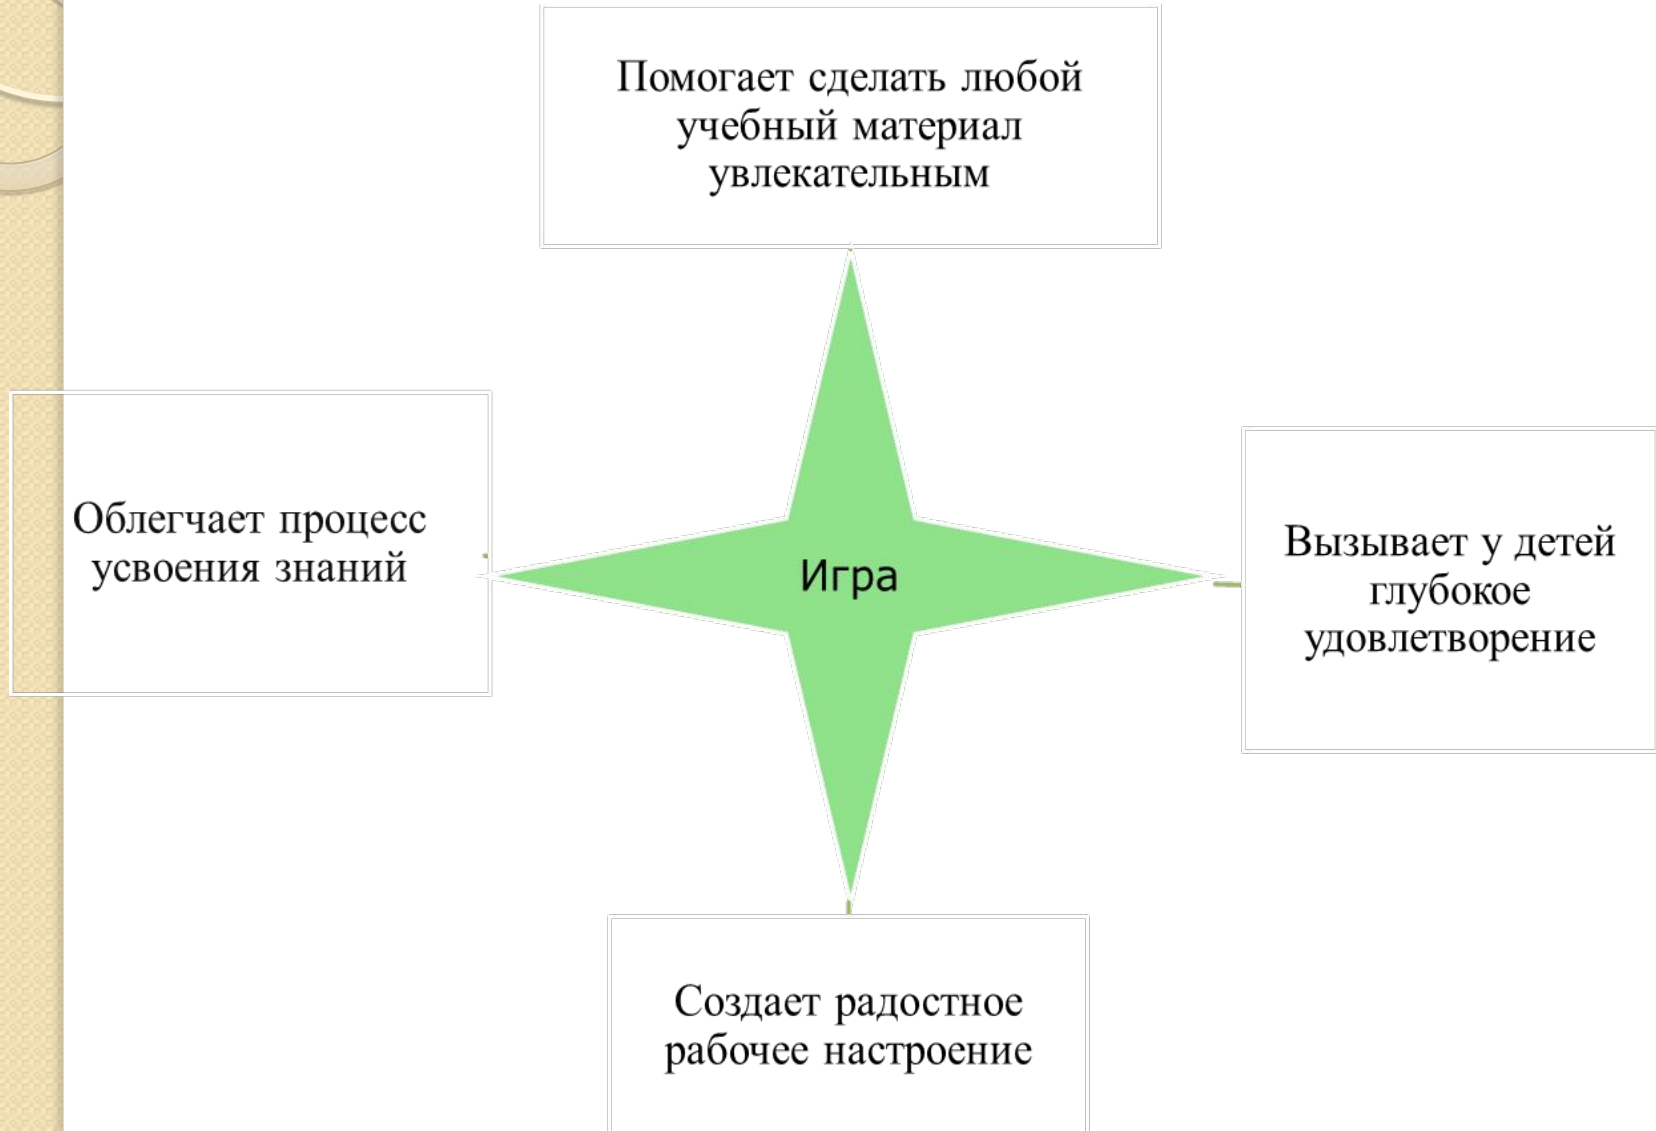 Помогает сделать любой
учебный материал
увлекательным
Облегчает процесс
усвоения знаний
Игра
Вызывает у детей
глубокое
удовлетворение
Создает радостное
рабочее настроение